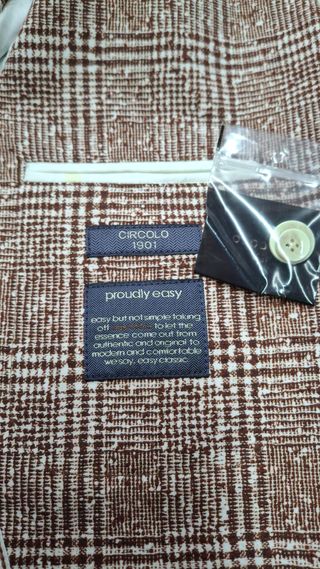 CIRCOLO
1901
proudly easy
easy but not simple taking
off to let the
essence come out from
authentic and original to
modern and comfortable
we say, easy classic.